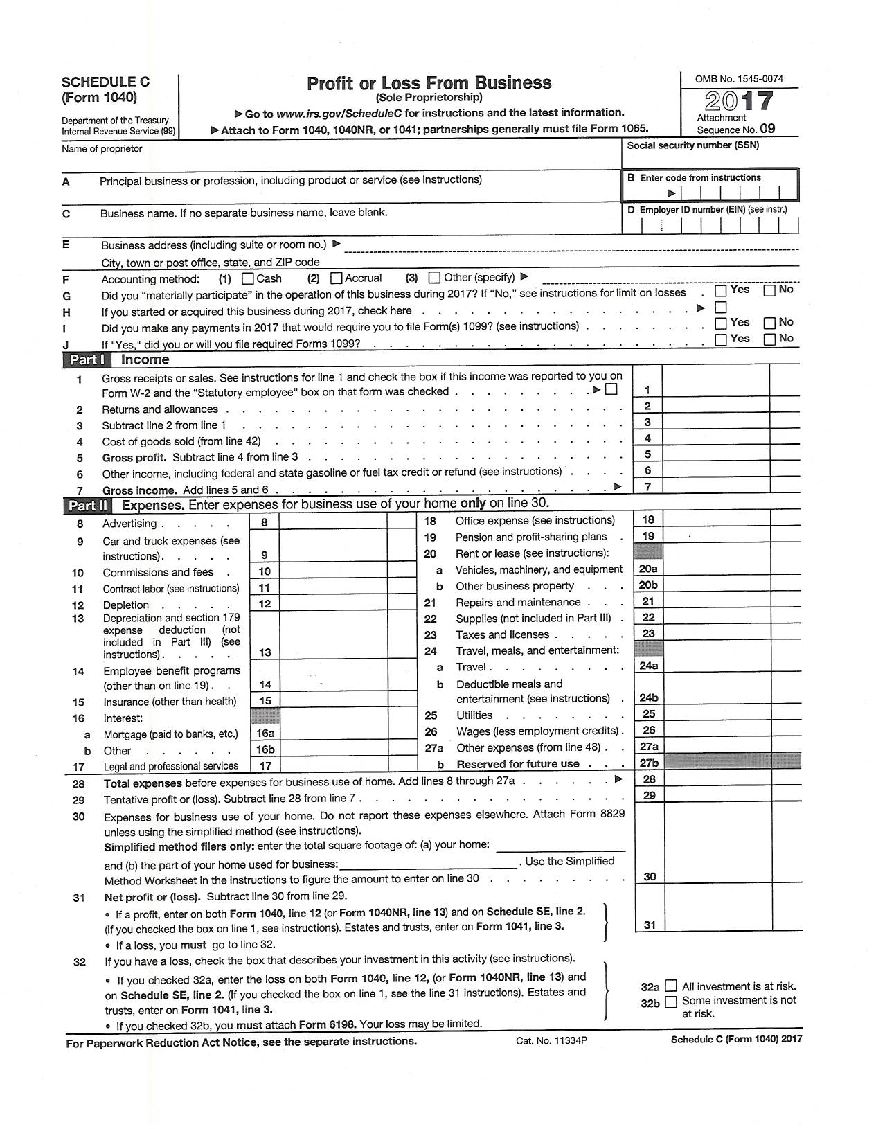 SCHEDULE C
(Form 1040)
Department of the Treasury
Internal Revenue Service (99)
Profit or Loss From Business
(Sole Proprietorship)
▶ Go to www.irs.gov/ScheduleC for instructions and the latest information.
▶ Attach to Form 1040, 1040NR, or 1041; partnerships generally must file Form 1065.
OMB No. 1545-0074
2017
Attachment
Sequence No. 09
Name of proprietor
Social security number (SSN)
A Principal business or profession, including product or service (see instructions)
B Enter code from instructions
▶
C Business name. If no separate business name, leave blank.
D Employer ID number (EIN) (see instr.)
E Business address (including suite or room no.) ▶
City, town or post office, state, and ZIP code
F Accounting method: (1) Cash (2) Accrual (3) Other (specify) ▶
G Did you "materially participate" in the operation of this business during 2017? If "No," see instructions for limit on losses . Yes No
H If you started or acquired this business during 2017, check here . . . . . . . . . . . . . . . . . ▶
I Did you make any payments in 2017 that would require you to file Form(s) 1099? (see instructions) . . . . . . . . Yes No
J If "Yes," did you or will you file required Forms 1099? . . . . . . . . . . . . . . . . . . . . Yes No
Part I Income
1 Gross receipts or sales. See instructions for line 1 and check the box if this income was reported to you on
Form W-2 and the "Statutory employee" box on that form was checked . . . . . . . . . ▶ 1
2 Returns and allowances . . . . . . . . . . . . . . . . . . . . . . . . 2
3 Subtract line 2 from line 1 . . . . . . . . . . . . . . . . . . . . . . . 3
4 Cost of goods sold (from line 42) . . . . . . . . . . . . . . . . . . . . . 4
5 Gross profit. Subtract line 4 from line 3 . . . . . . . . . . . . . . . . . . . 5
6 Other income, including federal and state gasoline or fuel tax credit or refund (see instructions) . . . . 6
7 Gross income. Add lines 5 and 6 . . . . . . . . . . . . . . . . . . . . ▶ 7
Part II Expenses. Enter expenses for business use of your home only on line 30.
8 Advertising . . . . . 8
9 Car and truck expenses (see
instructions). . . . . 9
10 Commissions and fees . 10
11 Contract labor (see instructions) 11
12 Depletion . . . . . 12
13 Depreciation and section 179
expense deduction (not
included in Part III) (see
instructions). . . . . 13
14 Employee benefit programs
(other than on line 19). . 14
15 Insurance (other than health) 15
16 Interest:
a Mortgage (paid to banks, etc.) 16a
b Other . . . . . . 16b
17 Legal and professional services 17
18 Office expense (see instructions) 18
19 Pension and profit-sharing plans . 19
20 Rent or lease (see instructions):
a Vehicles, machinery, and equipment 20a
b Other business property . . . 20b
21 Repairs and maintenance . . . 21
22 Supplies (not included in Part III) . 22
23 Taxes and licenses . . . . . 23
24 Travel, meals, and entertainment:
a Travel . . . . . . . . . 24a
b Deductible meals and
entertainment (see instructions) . 24b
25 Utilities . . . . . . . . 25
26 Wages (less employment credits) . 26
27a Other expenses (from line 48) . . 27a
b Reserved for future use . . . 27b
28 Total expenses before expenses for business use of home. Add lines 8 through 27a . . . . . . ▶ 28
29 Tentative profit or (loss). Subtract line 28 from line 7 . . . . . . . . . . . . . . . . . 29
30 Expenses for business use of your home. Do not report these expenses elsewhere. Attach Form 8829
unless using the simplified method (see instructions).
Simplified method filers only: enter the total square footage of: (a) your home:
and (b) the part of your home used for business: . Use the Simplified
Method Worksheet in the instructions to figure the amount to enter on line 30 . . . . . . . . . 30
31 Net profit or (loss). Subtract line 30 from line 29.
• If a profit, enter on both Form 1040, line 12 (or Form 1040NR, line 13) and on Schedule SE, line 2.
(If you checked the box on line 1, see instructions). Estates and trusts, enter on Form 1041, line 3. 31
• If a loss, you must go to line 32.
32 If you have a loss, check the box that describes your investment in this activity (see instructions).
• If you checked 32a, enter the loss on both Form 1040, line 12, (or Form 1040NR, line 13) and
on Schedule SE, line 2. (If you checked the box on line 1, see the line 31 instructions). Estates and
trusts, enter on Form 1041, line 3.
• If you checked 32b, you must attach Form 6198. Your loss may be limited.
32a All investment is at risk.
32b Some investment is not
at risk.
For Paperwork Reduction Act Notice, see the separate instructions. Cat. No. 11334P Schedule C (Form 1040) 2017